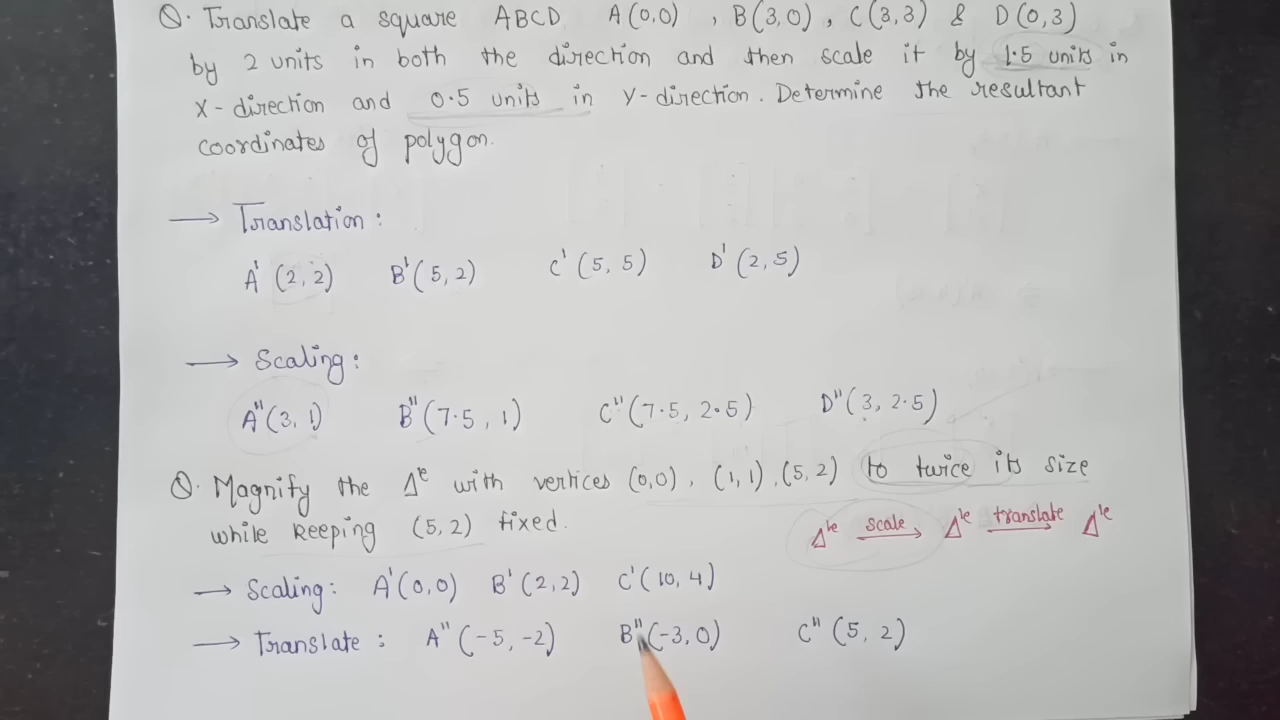 Q. Translate a square ABCD A(0,0), B(3,0), C(3,3) & D(0,3)
by 2 units in both the direction and then scale it by 1.5 units in
X-direction and 0.5 units in Y-direction. Determine the resultant
coordinates of polygon.
→ Translation:
A'(2,2) B'(5,2) C'(5,5) D'(2,5)
→ Scaling:
A"(3,1) B"(7.5,1) C"(7.5,2.5) D"(3,2.5)
Q. Magnify the Δle with vertices (0,0), (1,1), (5,2) to twice its size
while keeping (5,2) fixed.
Δle scale → Δle translate → Δle
→ Scaling: A'(0,0) B'(2,2) C'(10,4)
→ Translate: A"(-5,-2) B"(-3,0) C"(5,2)